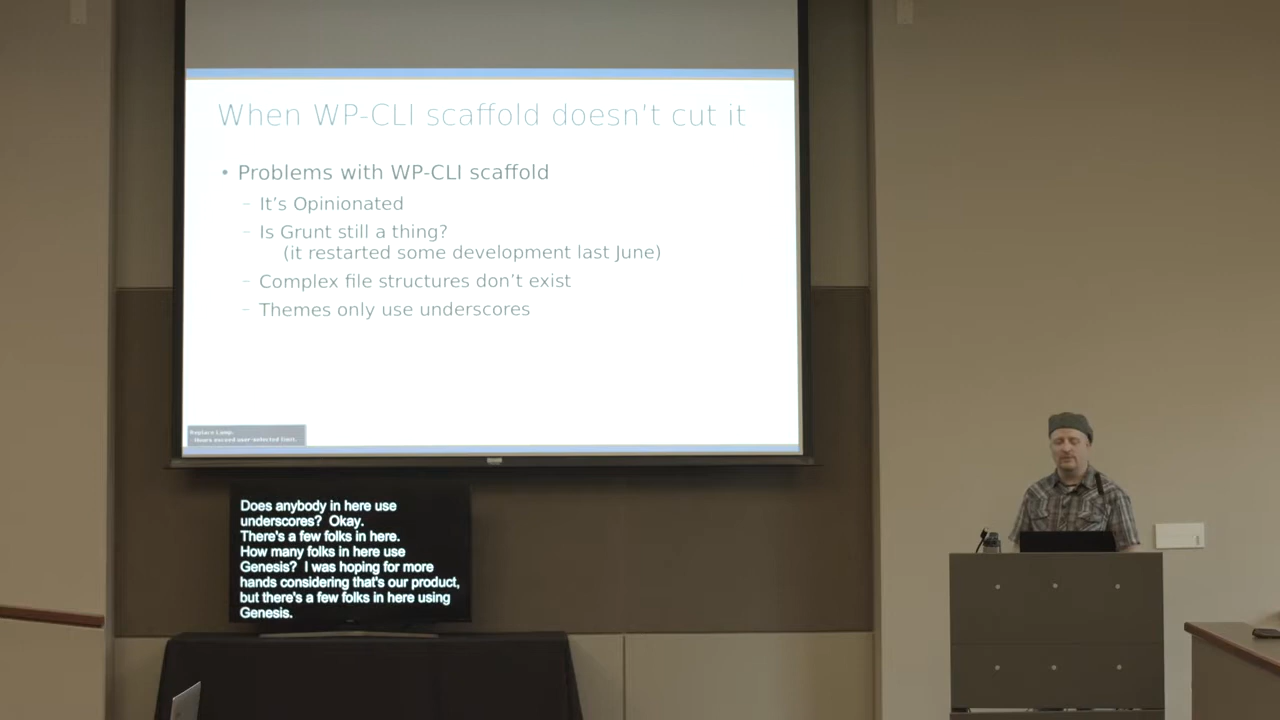 When WP-CLI scaffold doesn't cut it
• Problems with WP-CLI scaffold
– It's Opinionated
– Is Grunt still a thing?
(it restarted some development last June)
– Complex file structures don't exist
– Themes only use underscores
Replace Lamp.
- Hours exceed user-selected limit.
Does anybody in here use
underscores?  Okay.
There's a few folks in here.
How many folks in here use
Genesis?  I was hoping for more
hands considering that's our product,
but there's a few folks in here using
Genesis.